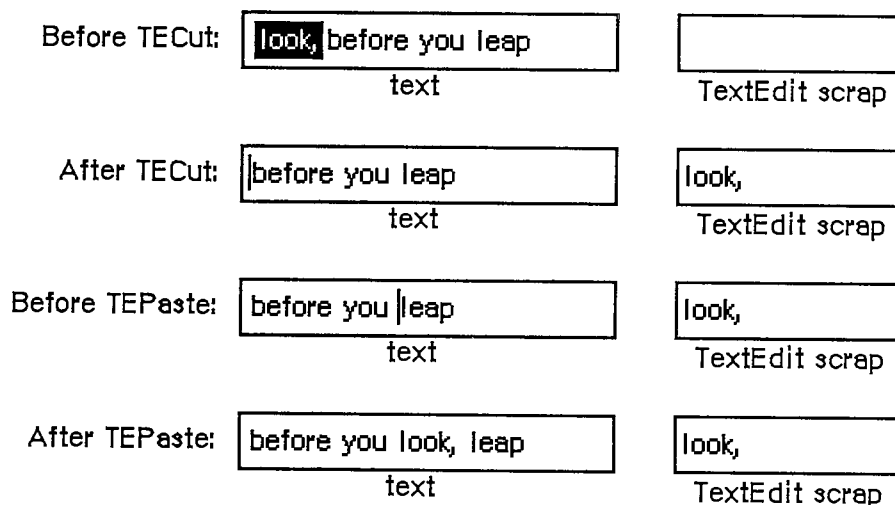 Before TECut: look, before you leap
text TextEdit scrap
After TECut: before you leap look,
text TextEdit scrap
Before TEPaste: before you leap look,
text TextEdit scrap
After TEPaste: before you look, leap look,
text TextEdit scrap